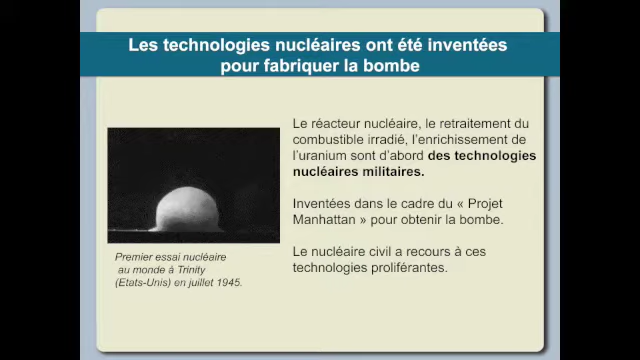 Les technologies nucléaires ont été inventées
pour fabriquer la bombe
Le réacteur nucléaire, le retraitement du
combustible irradié, l'enrichissement de
l'uranium sont d'abord des technologies
nucléaires militaires.
Inventées dans le cadre du « Projet
Manhattan » pour obtenir la bombe.
Le nucléaire civil a recours à ces
technologies proliférantes.
Premier essai nucléaire
au monde à Trinity
(Etats-Unis) en juillet 1945.